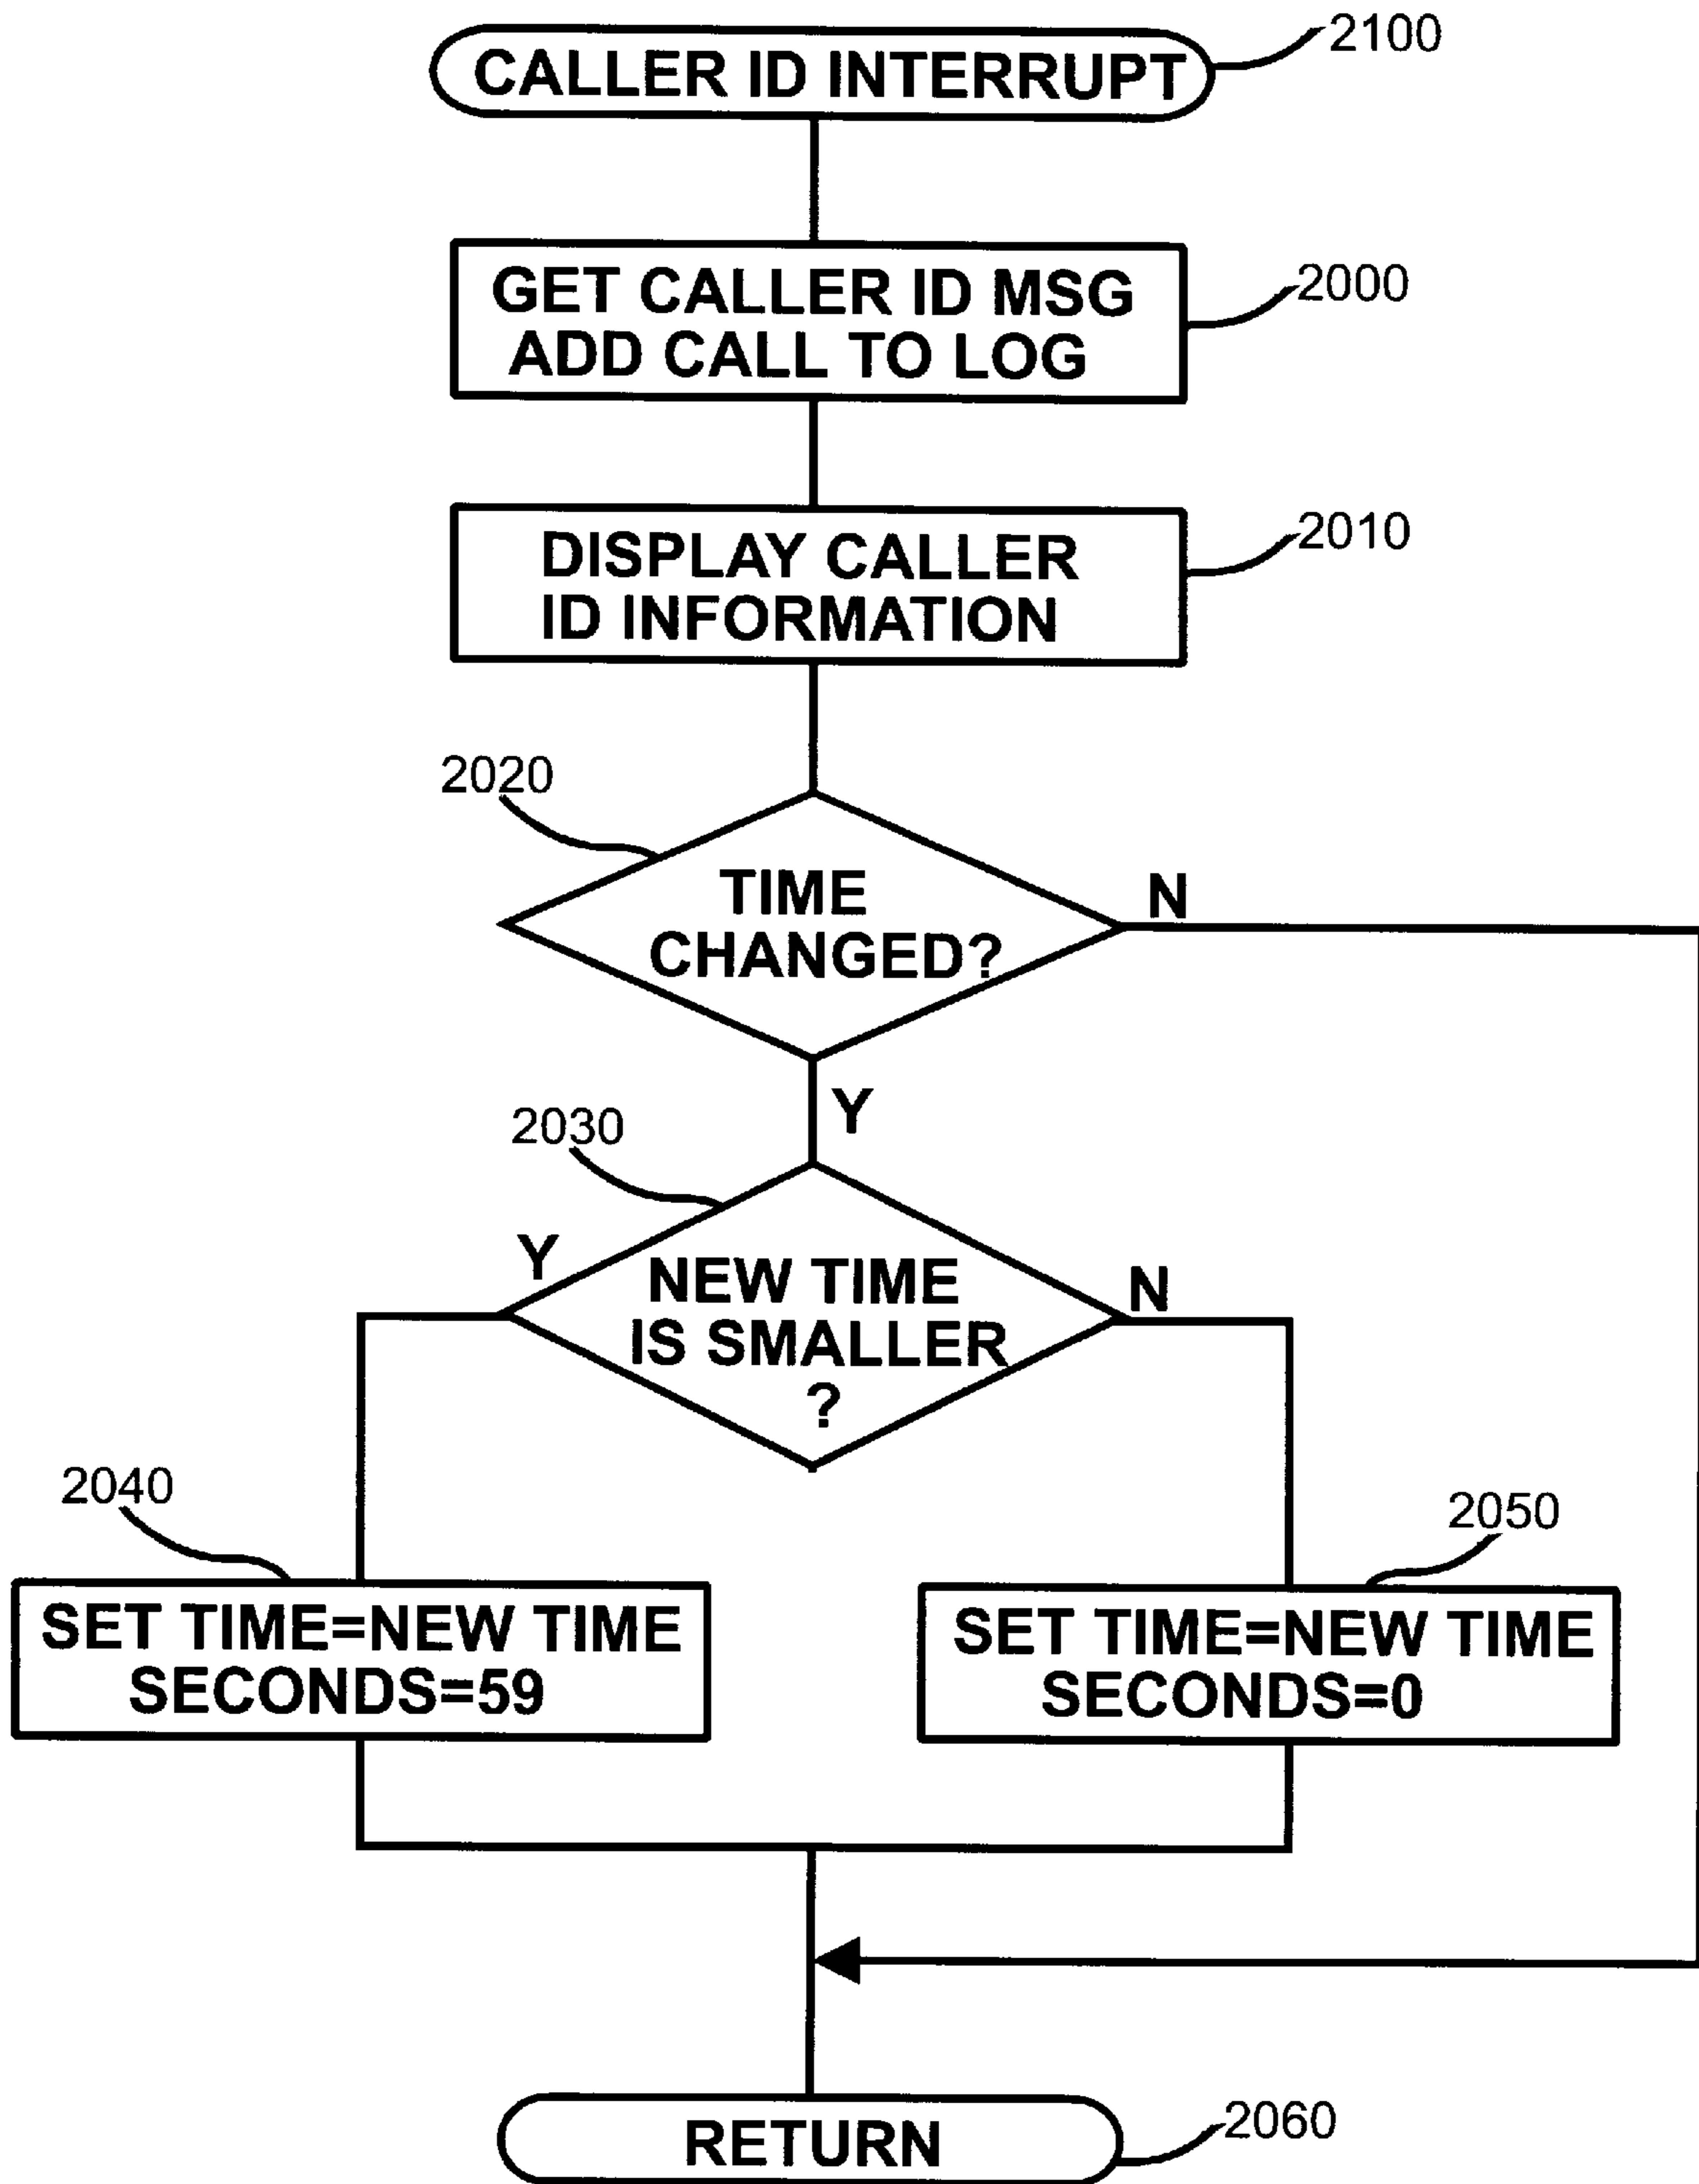 CALLER ID INTERRUPT
2100
GET CALLER ID MSG
ADD CALL TO LOG
2000
DISPLAY CALLER
ID INFORMATION
2010
2020
TIME
CHANGED?
N
Y
2030
Y
NEW TIME
IS SMALLER
?
N
2040
SET TIME=NEW TIME
SECONDS=59
2050
SET TIME=NEW TIME
SECONDS=0
RETURN
2060